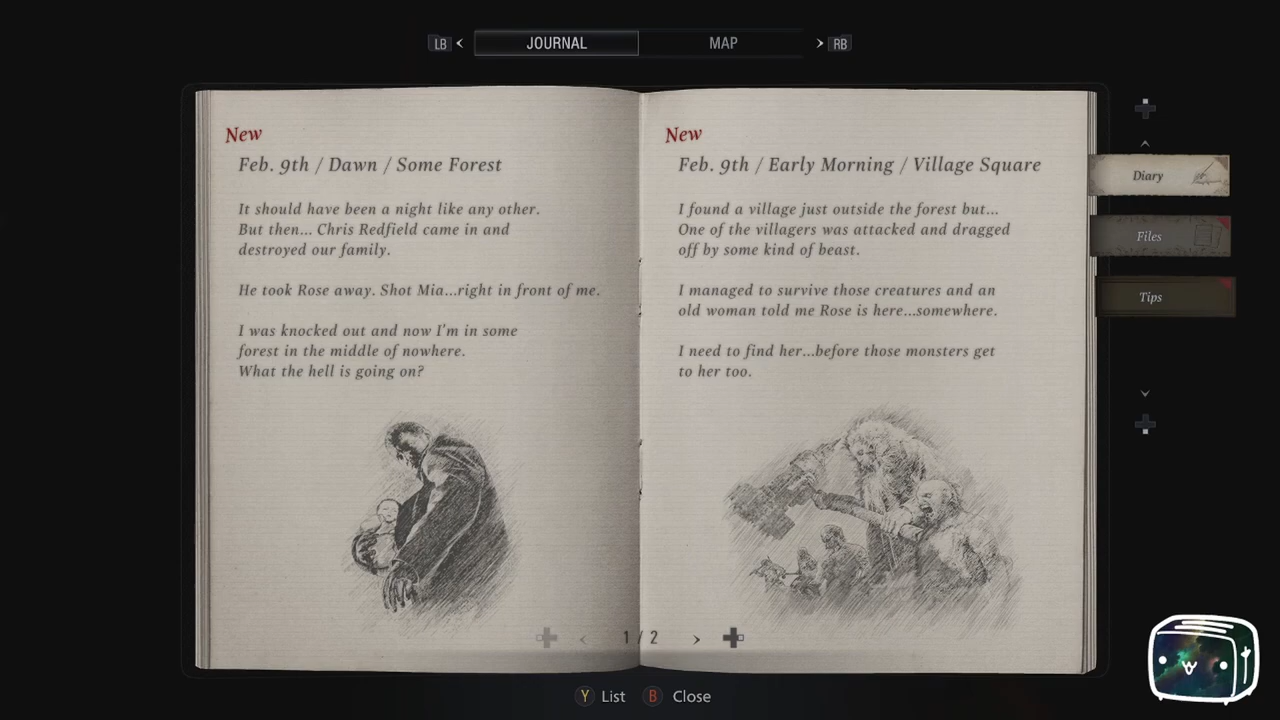 LB JOURNAL MAP RB
New
Feb. 9th / Dawn / Some Forest
It should have been a night like any other.
But then... Chris Redfield came in and
destroyed our family.
He took Rose away. Shot Mia...right in front of me.
I was knocked out and now I'm in some
forest in the middle of nowhere.
What the hell is going on?
New
Feb. 9th / Early Morning / Village Square
I found a village just outside the forest but...
One of the villagers was attacked and dragged
off by some kind of beast.
I managed to survive those creatures and an
old woman told me Rose is here...somewhere.
I need to find her...before those monsters get
to her too.
Diary
Files
Tips
1 / 2
Y List B Close